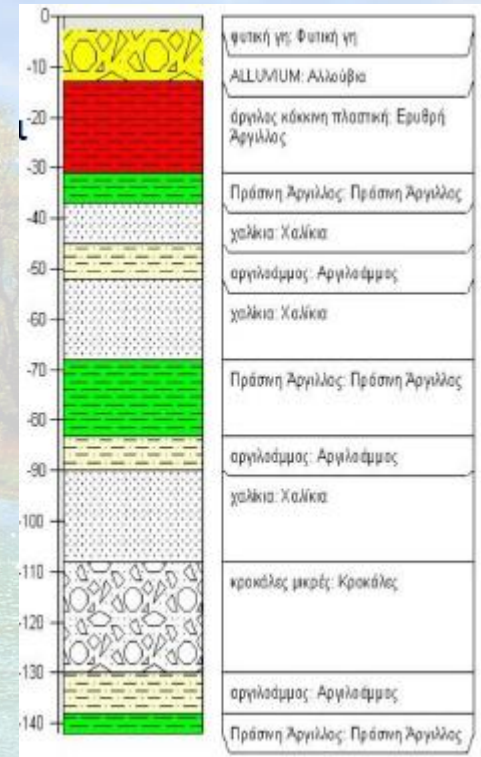 0
-10
-20
-30
-40
-50
-60
-70
-80
-90
-100
-110
-120
-130
-140
ι
φυτική γη: Φυτική γη
ALLUVIUM: Αλλούβια
άργιλος κόκκινη πλαστική: Ερυθρή
Άργιλλος
Πράσινη Άργιλλος: Πράσινη Άργιλλος
χαλίκια: Χαλίκια
αργιλοάμμος: Αργιλοάμμος
χαλίκια: Χαλίκια
Πράσινη Άργιλλος: Πράσινη Άργιλλος
αργιλοάμμος: Αργιλοάμμος
χαλίκια: Χαλίκια
κροκάλες μικρές: Κροκάλες
αργιλοάμμος: Αργιλοάμμος
Πράσινη Άργιλλος: Πράσινη Άργιλλος